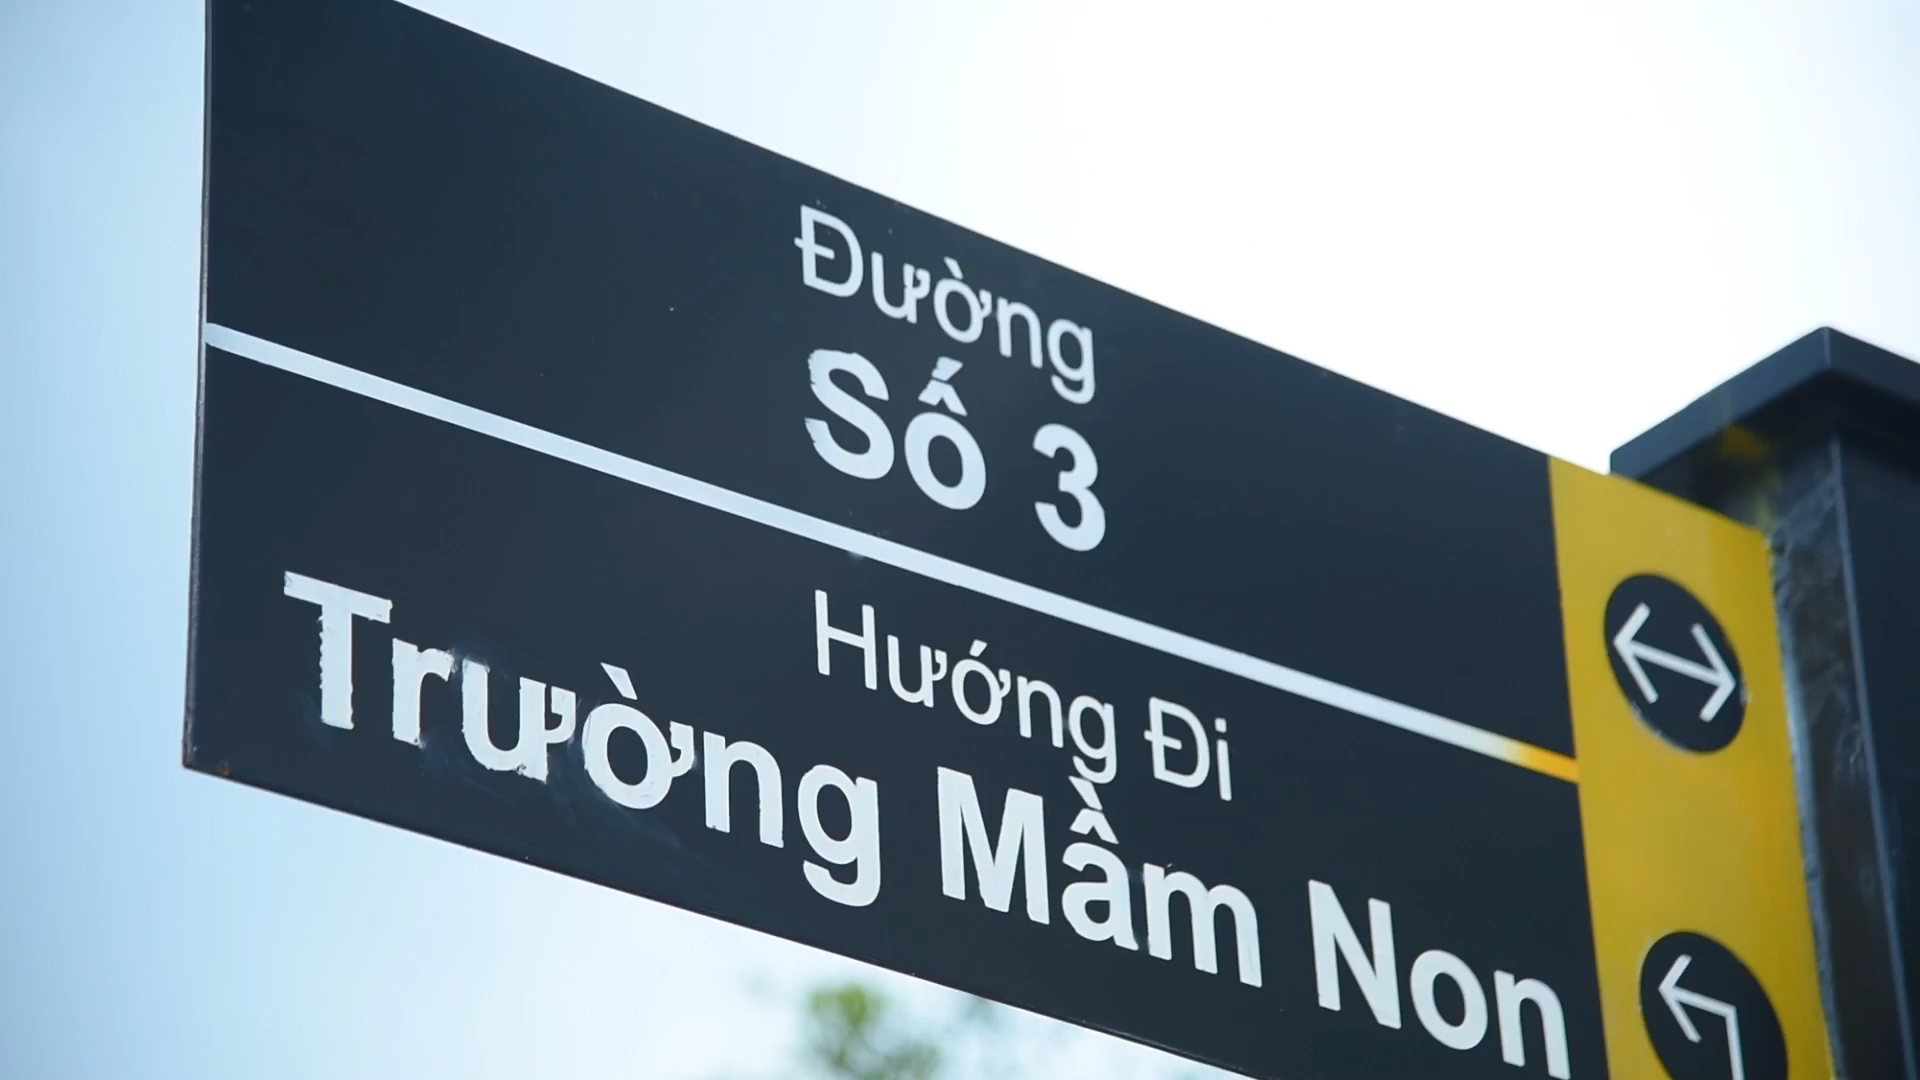 Đường
Số 3
Hướng Đi
Trường Mầm Non